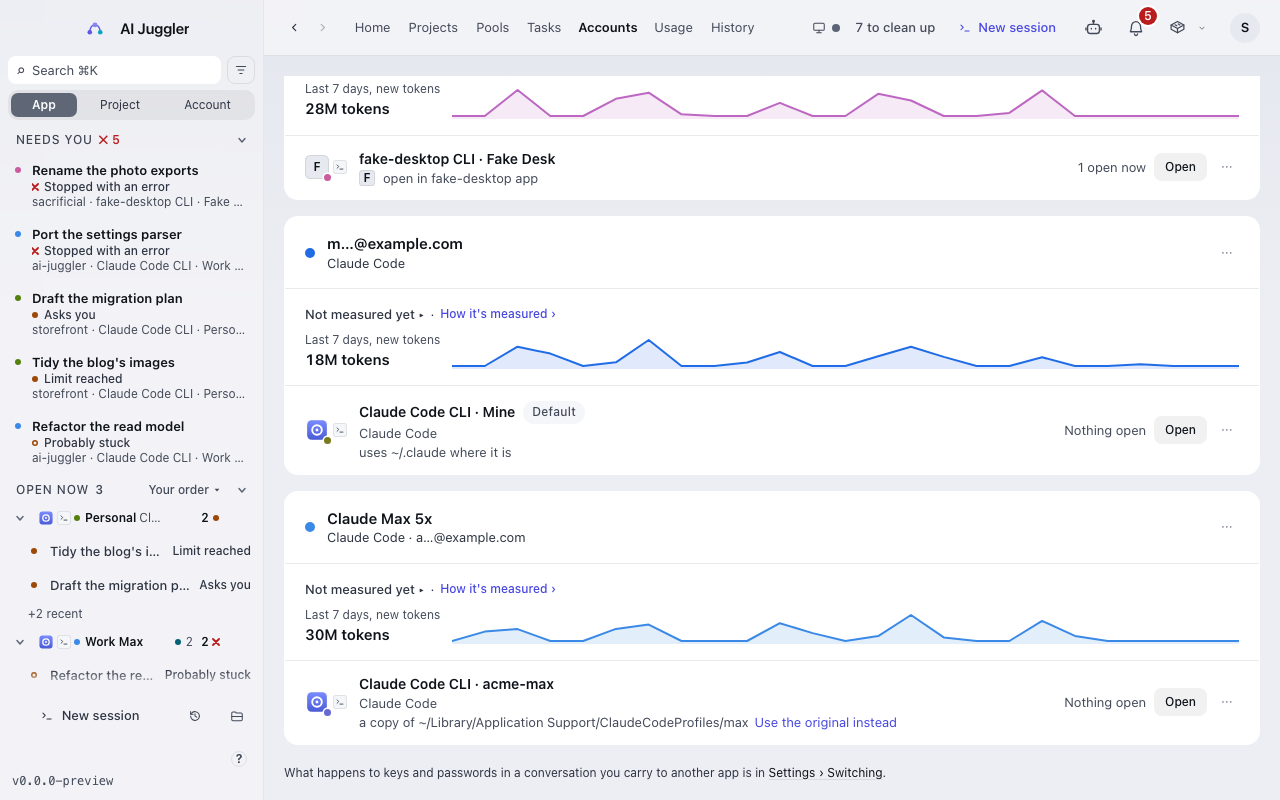 AI Juggler
Search ⌘K
App Project Account
NEEDS YOU 5
Rename the photo exports
Stopped with an error
sacrificial · fake-desktop CLI · Fake ...
Port the settings parser
Stopped with an error
ai-juggler · Claude Code CLI · Work ...
Draft the migration plan
Asks you
storefront · Claude Code CLI · Perso...
Tidy the blog's images
Limit reached
storefront · Claude Code CLI · Perso...
Refactor the read model
Probably stuck
ai-juggler · Claude Code CLI · Work ...
OPEN NOW 3 Your order
Personal Cl... 2
Tidy the blog's i... Limit reached
Draft the migration p... Asks you
+2 recent
Work Max 2 2
Refactor the re... Probably stuck
New session
?
v0.0.0-preview
Home Projects Pools Tasks Accounts Usage History 7 to clean up New session 5 S
Last 7 days, new tokens
28M tokens
F fake-desktop CLI · Fake Desk
F open in fake-desktop app
1 open now Open ...
m...@example.com
Claude Code
...
Not measured yet ▸ · How it's measured ›
Last 7 days, new tokens
18M tokens
Claude Code CLI · Mine Default
Claude Code
uses ~/.claude where it is
Nothing open Open ...
Claude Max 5x
Claude Code · a...@example.com
...
Not measured yet ▸ · How it's measured ›
Last 7 days, new tokens
30M tokens
Claude Code CLI · acme-max
Claude Code
a copy of ~/Library/Application Support/ClaudeCodeProfiles/max Use the original instead
Nothing open Open ...
What happens to keys and passwords in a conversation you carry to another app is in Settings › Switching.